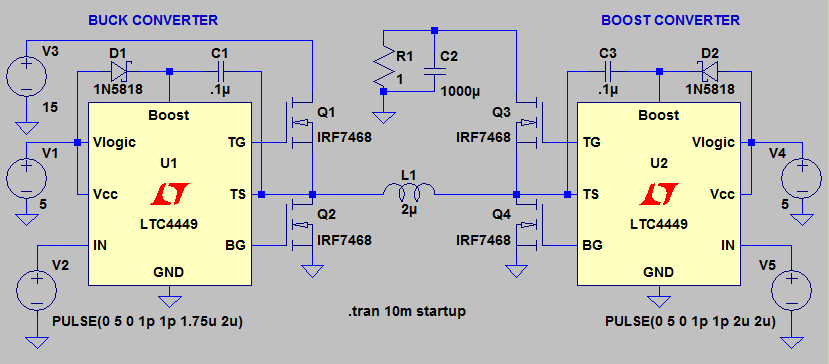 BUCK CONVERTER BOOST CONVERTER
V3 D1 C1 R1 C2 C3 D2
1N5818 .1µ 1 1000µ .1µ 1N5818
15
Boost Q1 Q3 Boost
V1 Vlogic TG IRF7468 IRF7468 TG Vlogic V4
U1 L1 U2
5 Vcc TS 2µ TS Vcc 5
LTC4449 Q2 Q4 LTC4449
V2 IN BG IRF7468 IRF7468 BG IN V5
GND GND
.tran 10m startup
PULSE(0 5 0 1p 1p 1.75u 2u) PULSE(0 5 0 1p 1p 2u 2u)